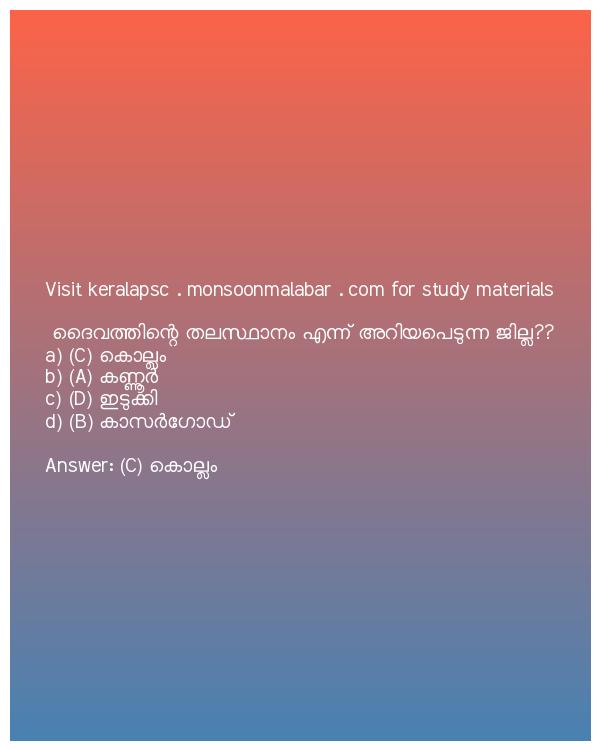 Visit keralapsc . monsoonmalabar . com for study materials
ദൈവത്തിന്റെ തലസ്ഥാനം എന്ന് അറിയപെടുന്ന ജില്ല??
a) (C) കൊല്ലം
b) (A) കണ്ണൂർ
c) (D) ഇടുക്കി
d) (B) കാസർഗോഡ്
Answer: (C) കൊല്ലം